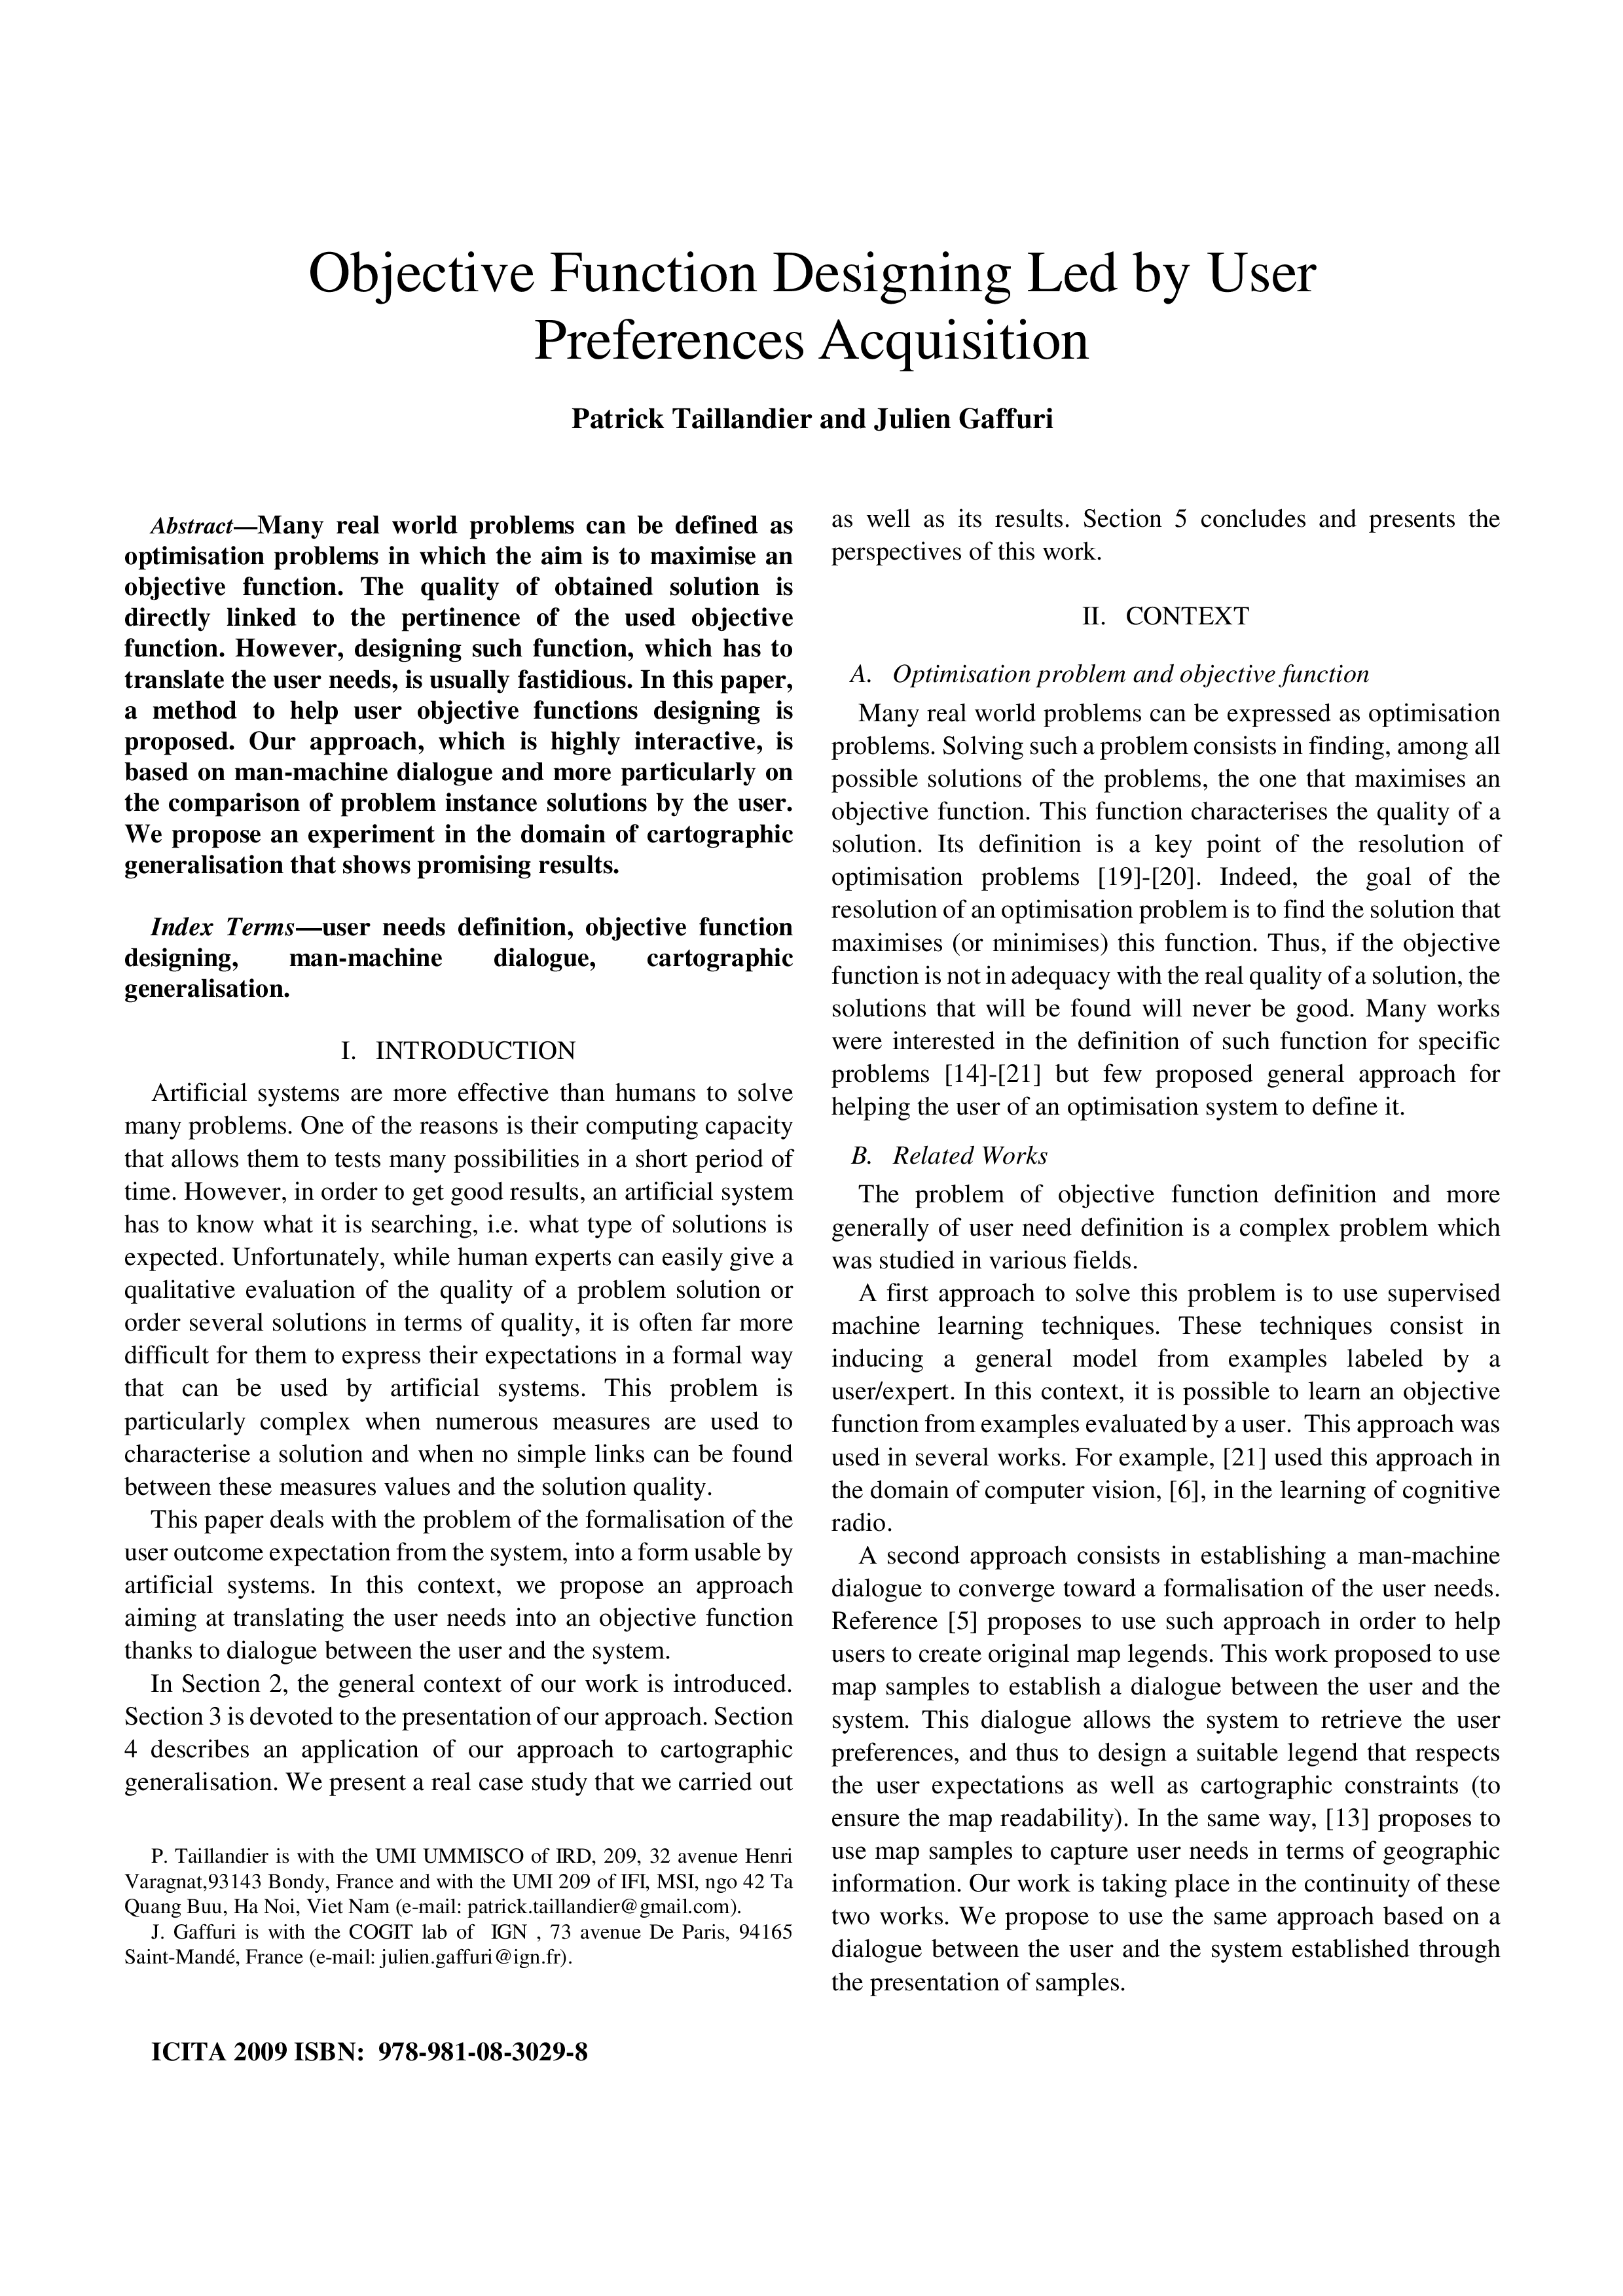 Objective Function Designing Led by User
Preferences Acquisition
Patrick Taillandier and Julien Gaffuri
Abstract—Many real world problems can be defined as
optimisation problems in which the aim is to maximise an
objective function. The quality of obtained solution is
directly linked to the pertinence of the used objective
function. However, designing such function, which has to
translate the user needs, is usually fastidious. In this paper,
a method to help user objective functions designing is
proposed. Our approach, which is highly interactive, is
based on man-machine dialogue and more particularly on
the comparison of problem instance solutions by the user.
We propose an experiment in the domain of cartographic
generalisation that shows promising results.
Index Terms—user needs definition, objective function
designing, man-machine dialogue, cartographic
generalisation.
I. INTRODUCTION
Artificial systems are more effective than humans to solve
many problems. One of the reasons is their computing capacity
that allows them to tests many possibilities in a short period of
time. However, in order to get good results, an artificial system
has to know what it is searching, i.e. what type of solutions is
expected. Unfortunately, while human experts can easily give a
qualitative evaluation of the quality of a problem solution or
order several solutions in terms of quality, it is often far more
difficult for them to express their expectations in a formal way
that can be used by artificial systems. This problem is
particularly complex when numerous measures are used to
characterise a solution and when no simple links can be found
between these measures values and the solution quality.
This paper deals with the problem of the formalisation of the
user outcome expectation from the system, into a form usable by
artificial systems. In this context, we propose an approach
aiming at translating the user needs into an objective function
thanks to dialogue between the user and the system.
In Section 2, the general context of our work is introduced.
Section 3 is devoted to the presentation of our approach. Section
4 describes an application of our approach to cartographic
generalisation. We present a real case study that we carried out
P. Taillandier is with the UMI UMMISCO of IRD, 209, 32 avenue Henri
Varagnat,93143 Bondy, France and with the UMI 209 of IFI, MSI, ngo 42 Ta
Quang Buu, Ha Noi, Viet Nam (e-mail: patrick.taillandier@gmail.com).
J. Gaffuri is with the COGIT lab of IGN , 73 avenue De Paris, 94165
Saint-Mandé, France (e-mail: julien.gaffuri@ign.fr).
as well as its results. Section 5 concludes and presents the
perspectives of this work.
II. CONTEXT
A. Optimisation problem and objective function
Many real world problems can be expressed as optimisation
problems. Solving such a problem consists in finding, among all
possible solutions of the problems, the one that maximises an
objective function. This function characterises the quality of a
solution. Its definition is a key point of the resolution of
optimisation problems [19]-[20]. Indeed, the goal of the
resolution of an optimisation problem is to find the solution that
maximises (or minimises) this function. Thus, if the objective
function is not in adequacy with the real quality of a solution, the
solutions that will be found will never be good. Many works
were interested in the definition of such function for specific
problems [14]-[21] but few proposed general approach for
helping the user of an optimisation system to define it.
B. Related Works
The problem of objective function definition and more
generally of user need definition is a complex problem which
was studied in various fields.
A first approach to solve this problem is to use supervised
machine learning techniques. These techniques consist in
inducing a general model from examples labeled by a
user/expert. In this context, it is possible to learn an objective
function from examples evaluated by a user. This approach was
used in several works. For example, [21] used this approach in
the domain of computer vision, [6], in the learning of cognitive
radio.
A second approach consists in establishing a man-machine
dialogue to converge toward a formalisation of the user needs.
Reference [5] proposes to use such approach in order to help
users to create original map legends. This work proposed to use
map samples to establish a dialogue between the user and the
system. This dialogue allows the system to retrieve the user
preferences, and thus to design a suitable legend that respects
the user expectations as well as cartographic constraints (to
ensure the map readability). In the same way, [13] proposes to
use map samples to capture user needs in terms of geographic
information. Our work is taking place in the continuity of these
two works. We propose to use the same approach based on a
dialogue between the user and the system established through
the presentation of samples.
ICITA 2009 ISBN: 978-981-08-3029-8